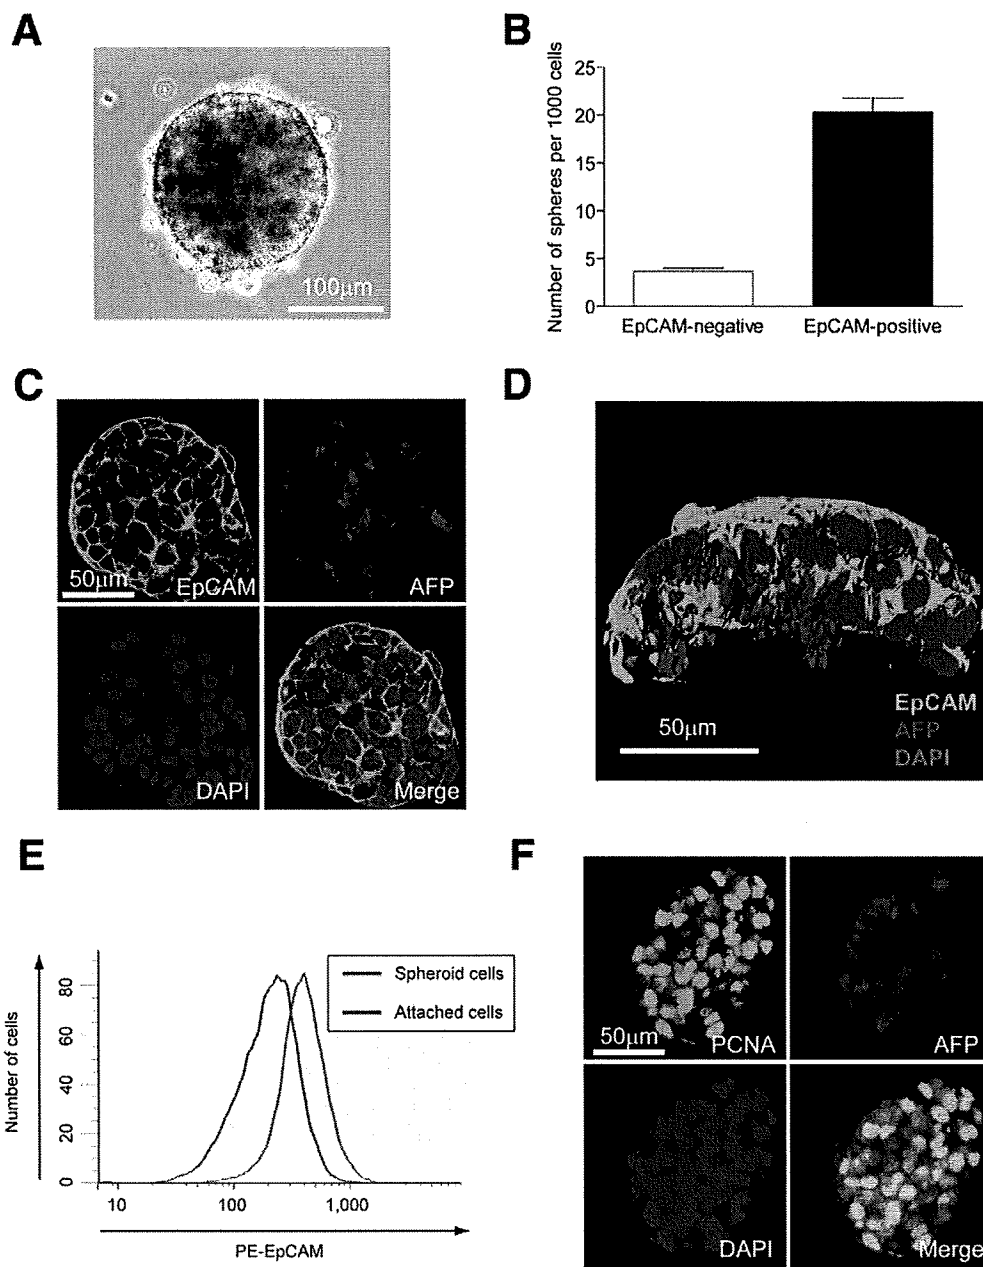 A
100µm
B
Number of spheres per 1000 cells
25
20
15
10
5
0
EpCAM-negative
EpCAM-positive
C
50µm
EpCAM
AFP
DAPI
Merge
D
50µm
EpCAM
AFP
DAPI
E
Number of cells
80
60
40
20
0
Spheroid cells
Attached cells
10
100
1,000
PE-EpCAM
F
50µm
PCNA
AFP
DAPI
Merge